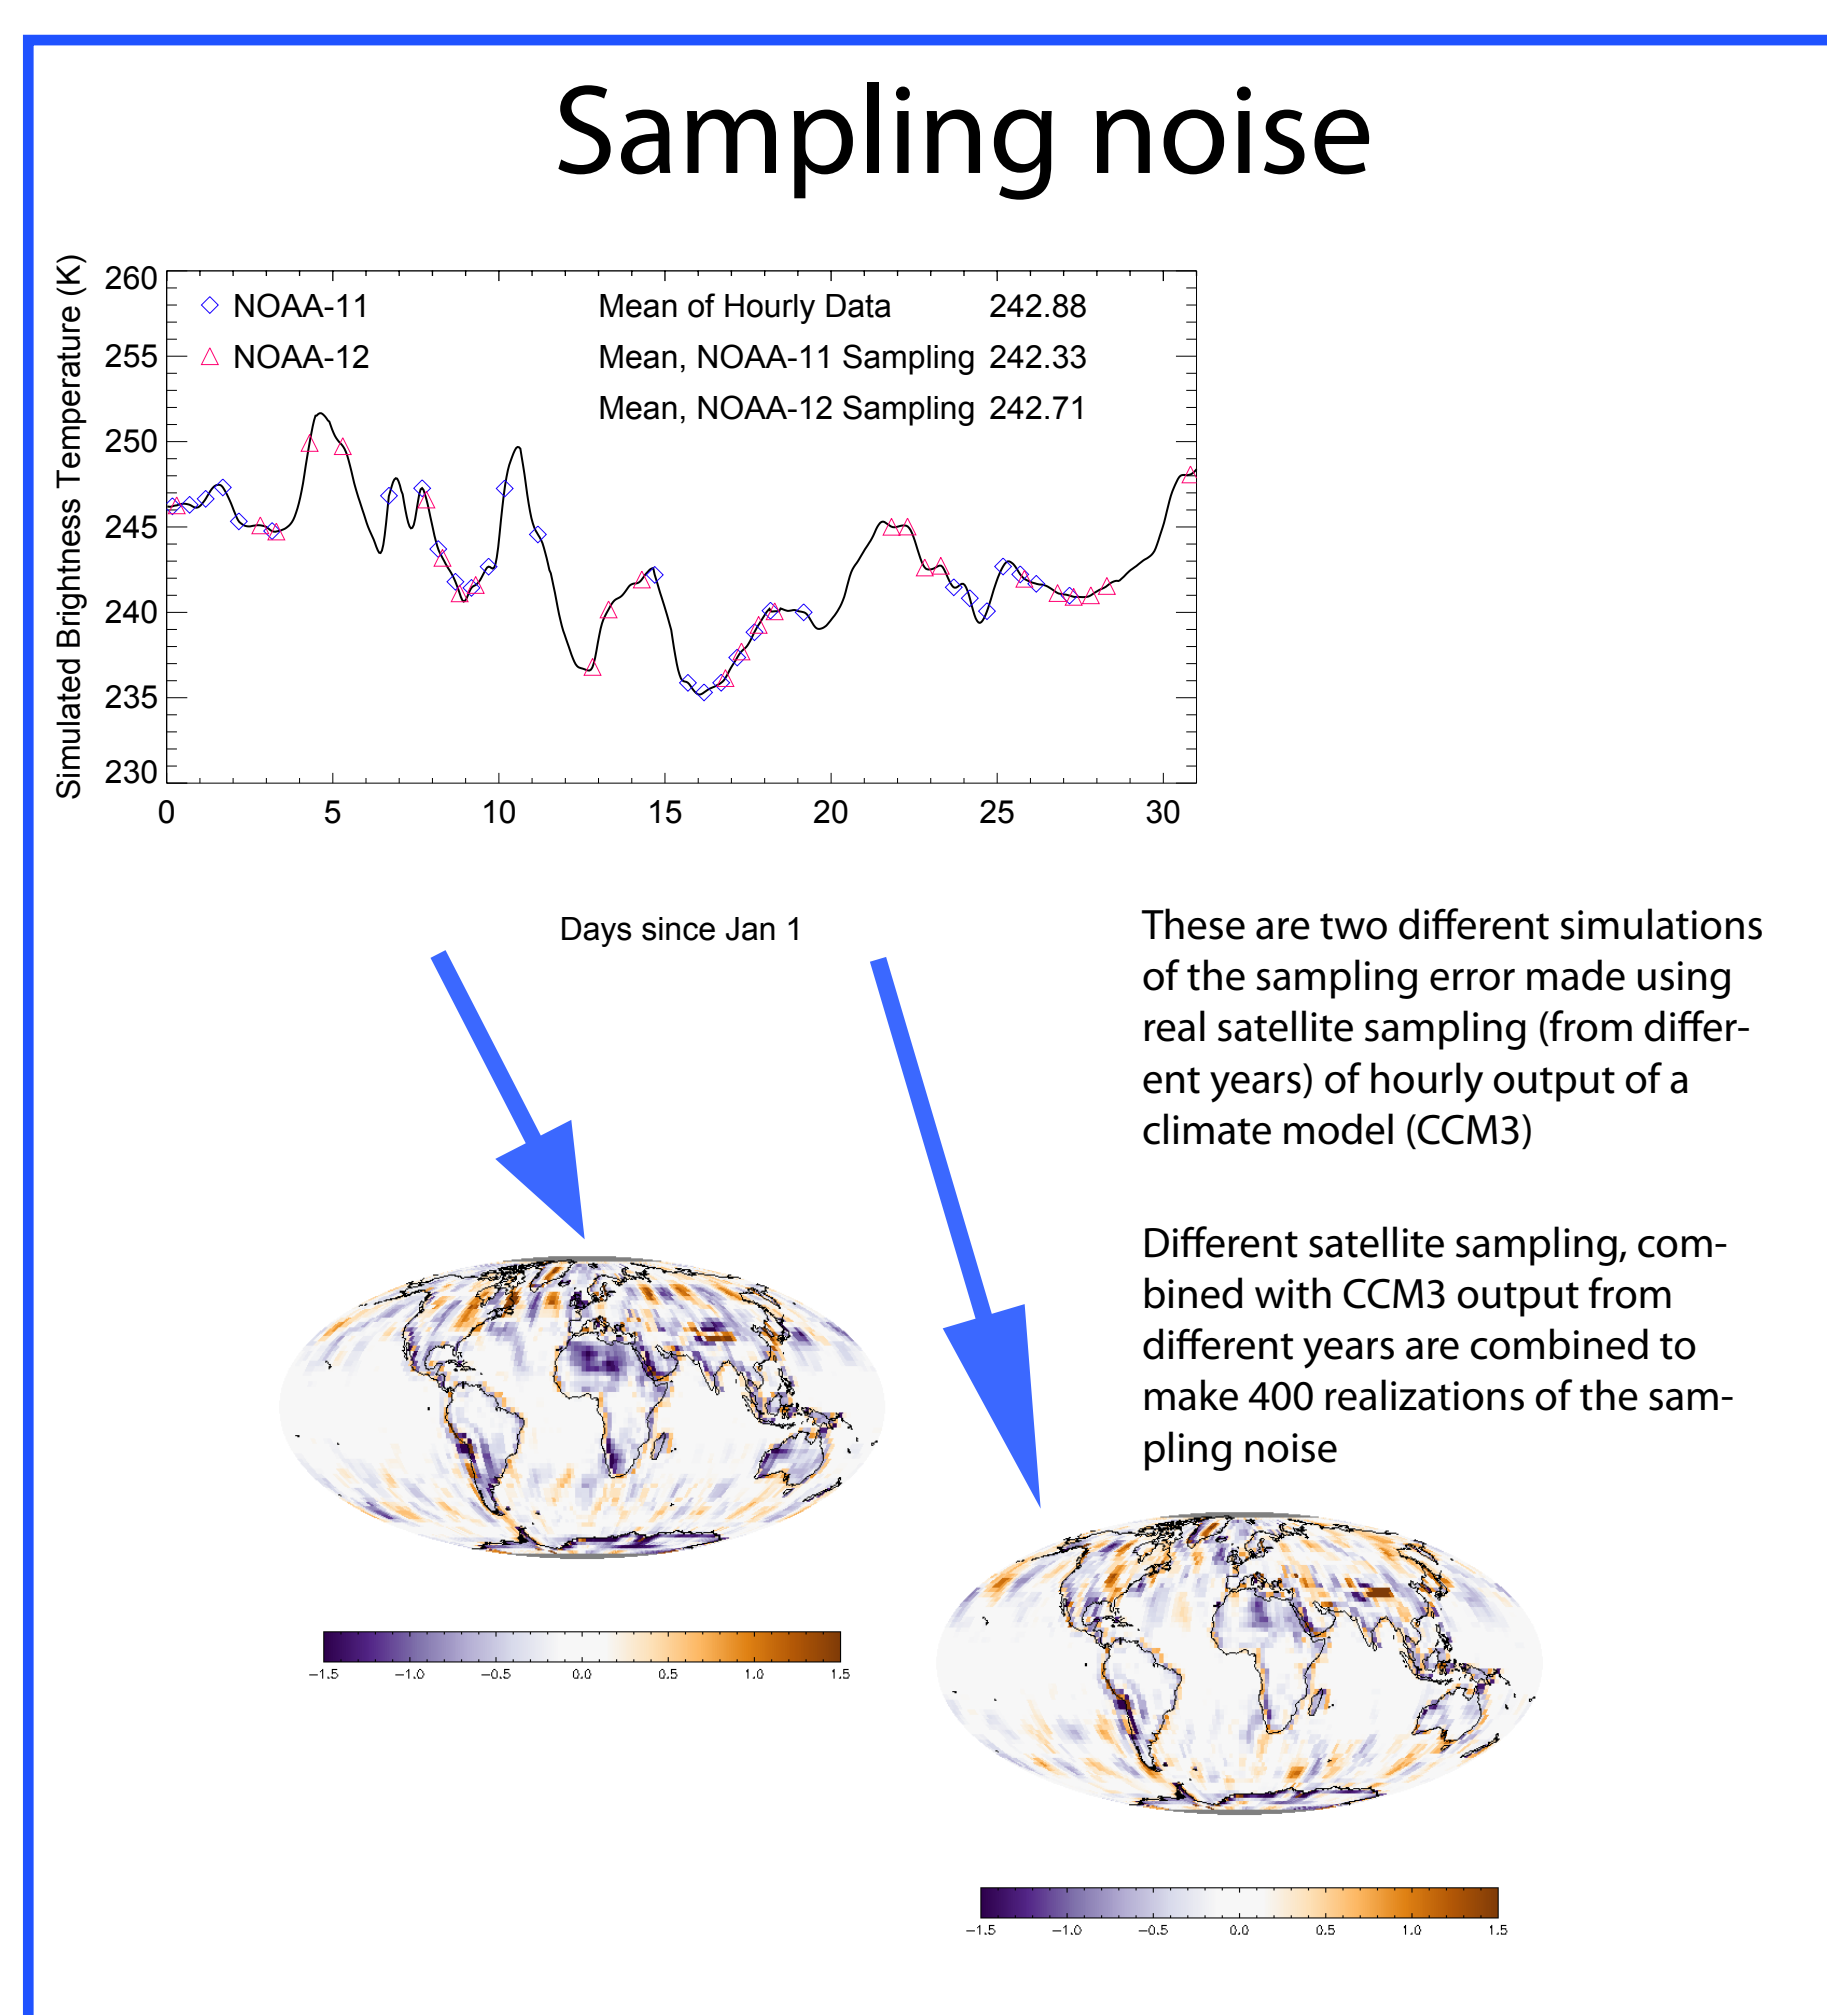 Sampling noise
Simulated Brightness Temperature (K)
260
255
250
245
240
235
230
NOAA-11
NOAA-12
Mean of Hourly Data 242.88
Mean, NOAA-11 Sampling 242.33
Mean, NOAA-12 Sampling 242.71
0 5 10 15 20 25 30
Days since Jan 1
These are two different simulations
of the sampling error made using
real satellite sampling (from differ-
ent years) of hourly output of a
climate model (CCM3)
Different satellite sampling, com-
bined with CCM3 output from
different years are combined to
make 400 realizations of the sam-
pling noise
−1.5 −1.0 −0.5 0.0 0.5 1.0 1.5
−1.5 −1.0 −0.5 0.0 0.5 1.0 1.5